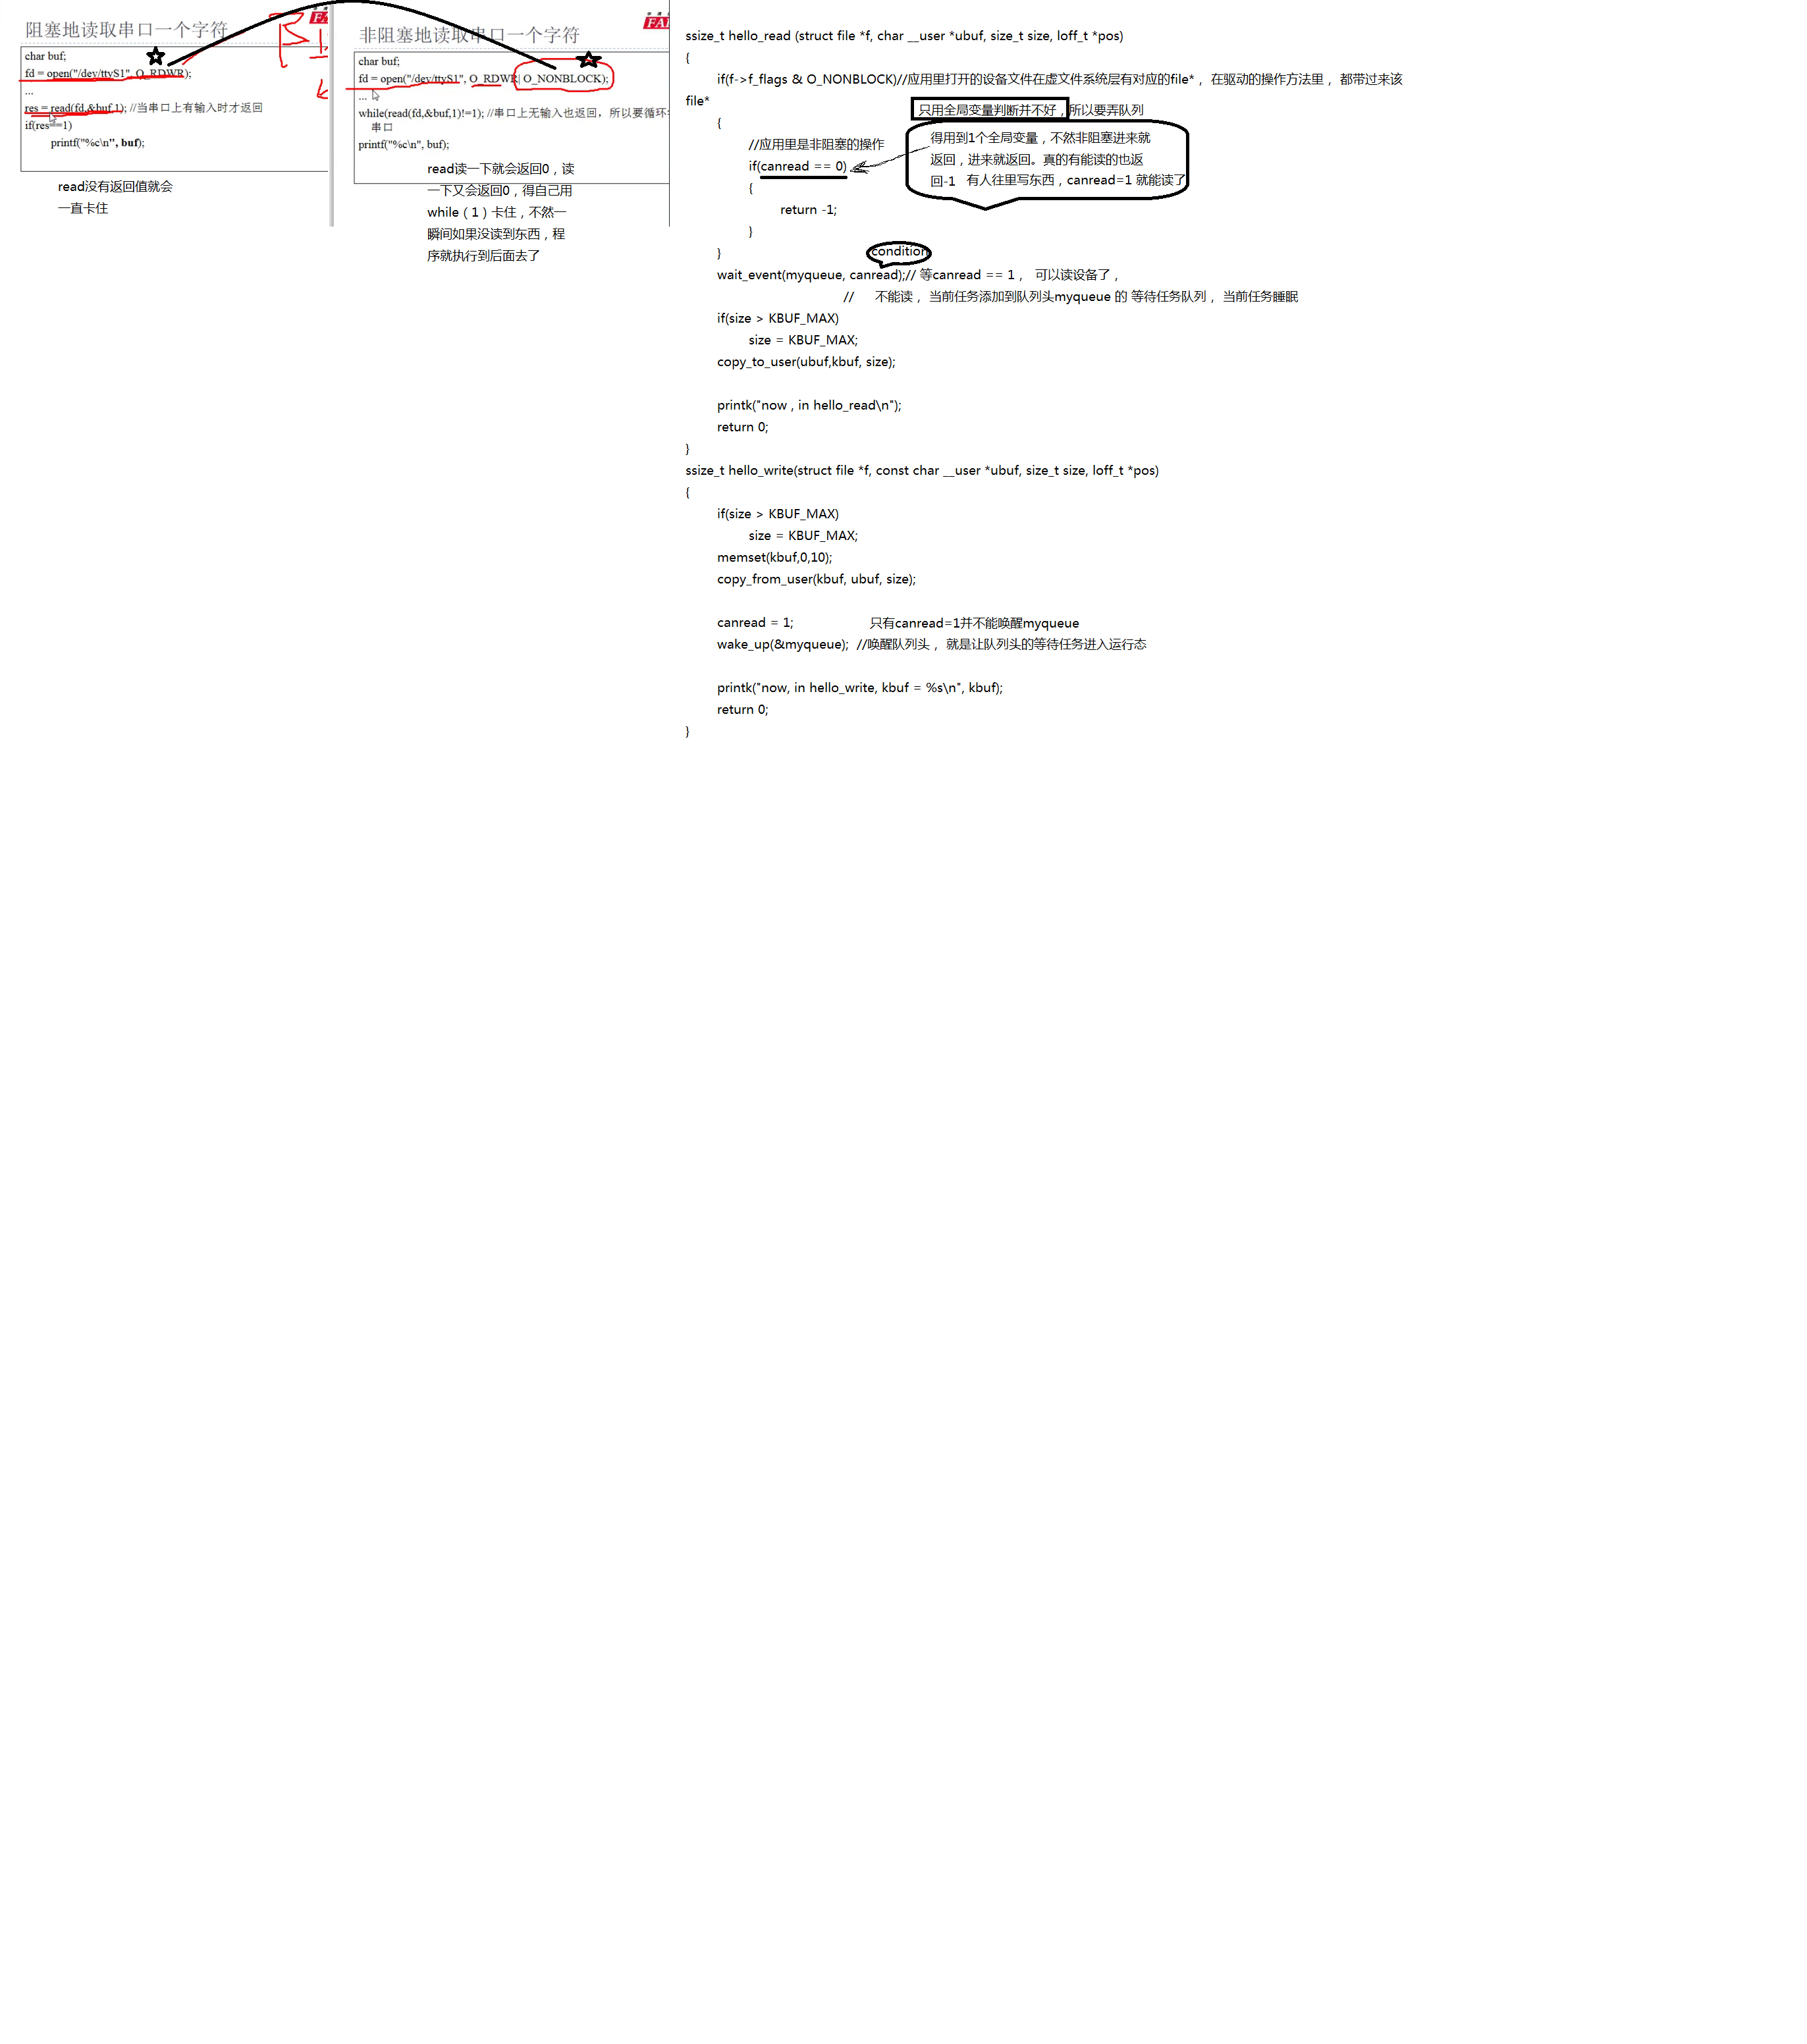 阻塞地读取串口一个字符
char buf;
fd = open("/dev/ttyS1", O_RDWR);
...
res = read(fd,&buf,1); //当串口上有输入时才返回
if(res==1)
printf("%c\n", buf);
read没有返回值就会
一直卡住
非阻塞地读取串口一个字符
char buf;
fd = open("/dev/ttyS1", O_RDWR| O_NONBLOCK);
...
while(read(fd,&buf,1)!=1); //串口上无输入也返回，所以要循环
串口
printf("%c\n", buf);
read读一下就会返回0，读
一下又会返回0，得自己用
while（1）卡住，不然一
瞬间如果没读到东西，程
序就执行到后面去了
ssize_t hello_read (struct file *f, char __user *ubuf, size_t size, loff_t *pos)
{
if(f->f_flags & O_NONBLOCK)//应用里打开的设备文件在虚文件系统层有对应的file*， 在驱动的操作方法里， 都带过来该
file*
只用全局变量判断并不好，所以要弄队列
{
得用到1个全局变量，不然非阻塞进来就
返回，进来就返回。真的有能读的也返
回-1 有人往里写东西，canread=1 就能读了
//应用里是非阻塞的操作
if(canread == 0)
{
return -1;
}
}
condition
wait_event(myqueue, canread);// 等canread == 1， 可以读设备了，
// 不能读， 当前任务添加到队列头myqueue 的 等待任务队列， 当前任务睡眠
if(size > KBUF_MAX)
size = KBUF_MAX;
copy_to_user(ubuf,kbuf, size);
printk("now , in hello_read\n");
return 0;
}
ssize_t hello_write(struct file *f, const char __user *ubuf, size_t size, loff_t *pos)
{
if(size > KBUF_MAX)
size = KBUF_MAX;
memset(kbuf,0,10);
copy_from_user(kbuf, ubuf, size);
canread = 1; 只有canread=1并不能唤醒myqueue
wake_up(&myqueue); //唤醒队列头， 就是让队列头的等待任务进入运行态
printk("now, in hello_write, kbuf = %s\n", kbuf);
return 0;
}